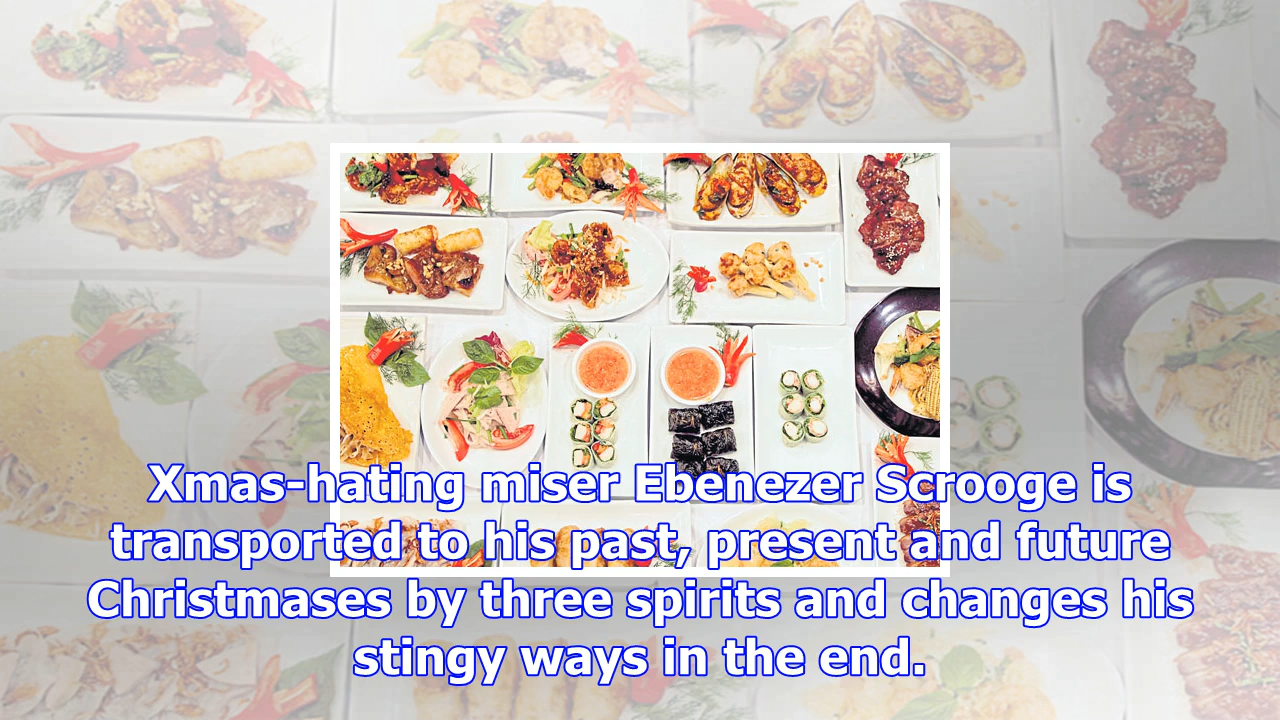 Xmas-hating miser Ebenezer Scrooge is
transported to his past, present and future
Christmases by three spirits and changes his
stingy ways in the end.